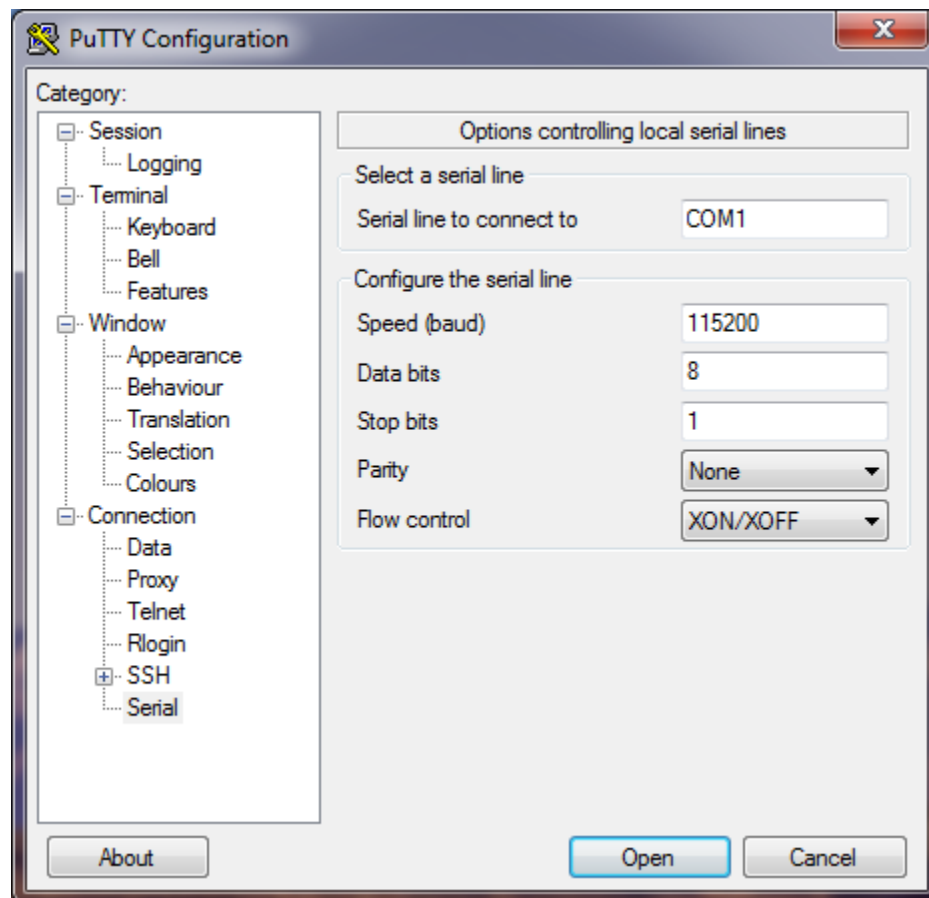 PuTTY Configuration
Category:
Session
Logging
Terminal
Keyboard
Bell
Features
Window
Appearance
Behaviour
Translation
Selection
Colours
Connection
Data
Proxy
Telnet
Rlogin
SSH
Serial
Options controlling local serial lines
Select a serial line
Serial line to connect to COM1
Configure the serial line
Speed (baud) 115200
Data bits 8
Stop bits 1
Parity None
Flow control XON/XOFF
About Open Cancel